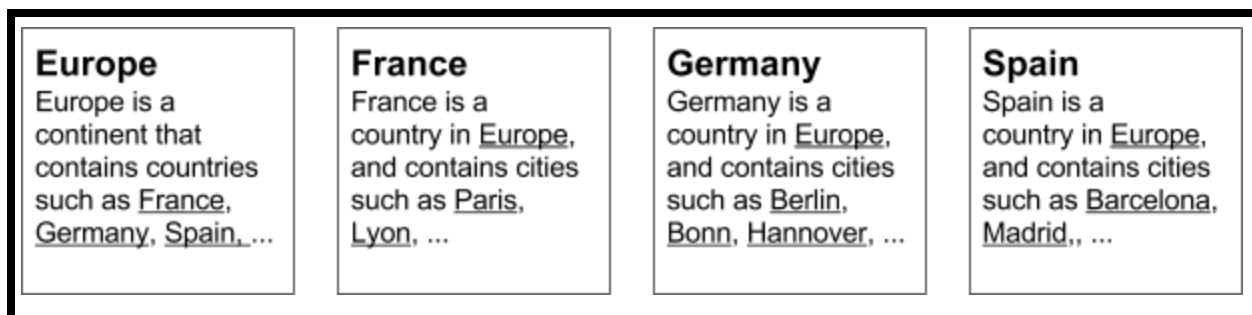 Europe
Europe is a
continent that
contains countries
such as France,
Germany, Spain, ...
France
France is a
country in Europe,
and contains cities
such as Paris,
Lyon, ...
Germany
Germany is a
country in Europe,
and contains cities
such as Berlin,
Bonn, Hannover, ...
Spain
Spain is a
country in Europe,
and contains cities
such as Barcelona,
Madrid,, ...